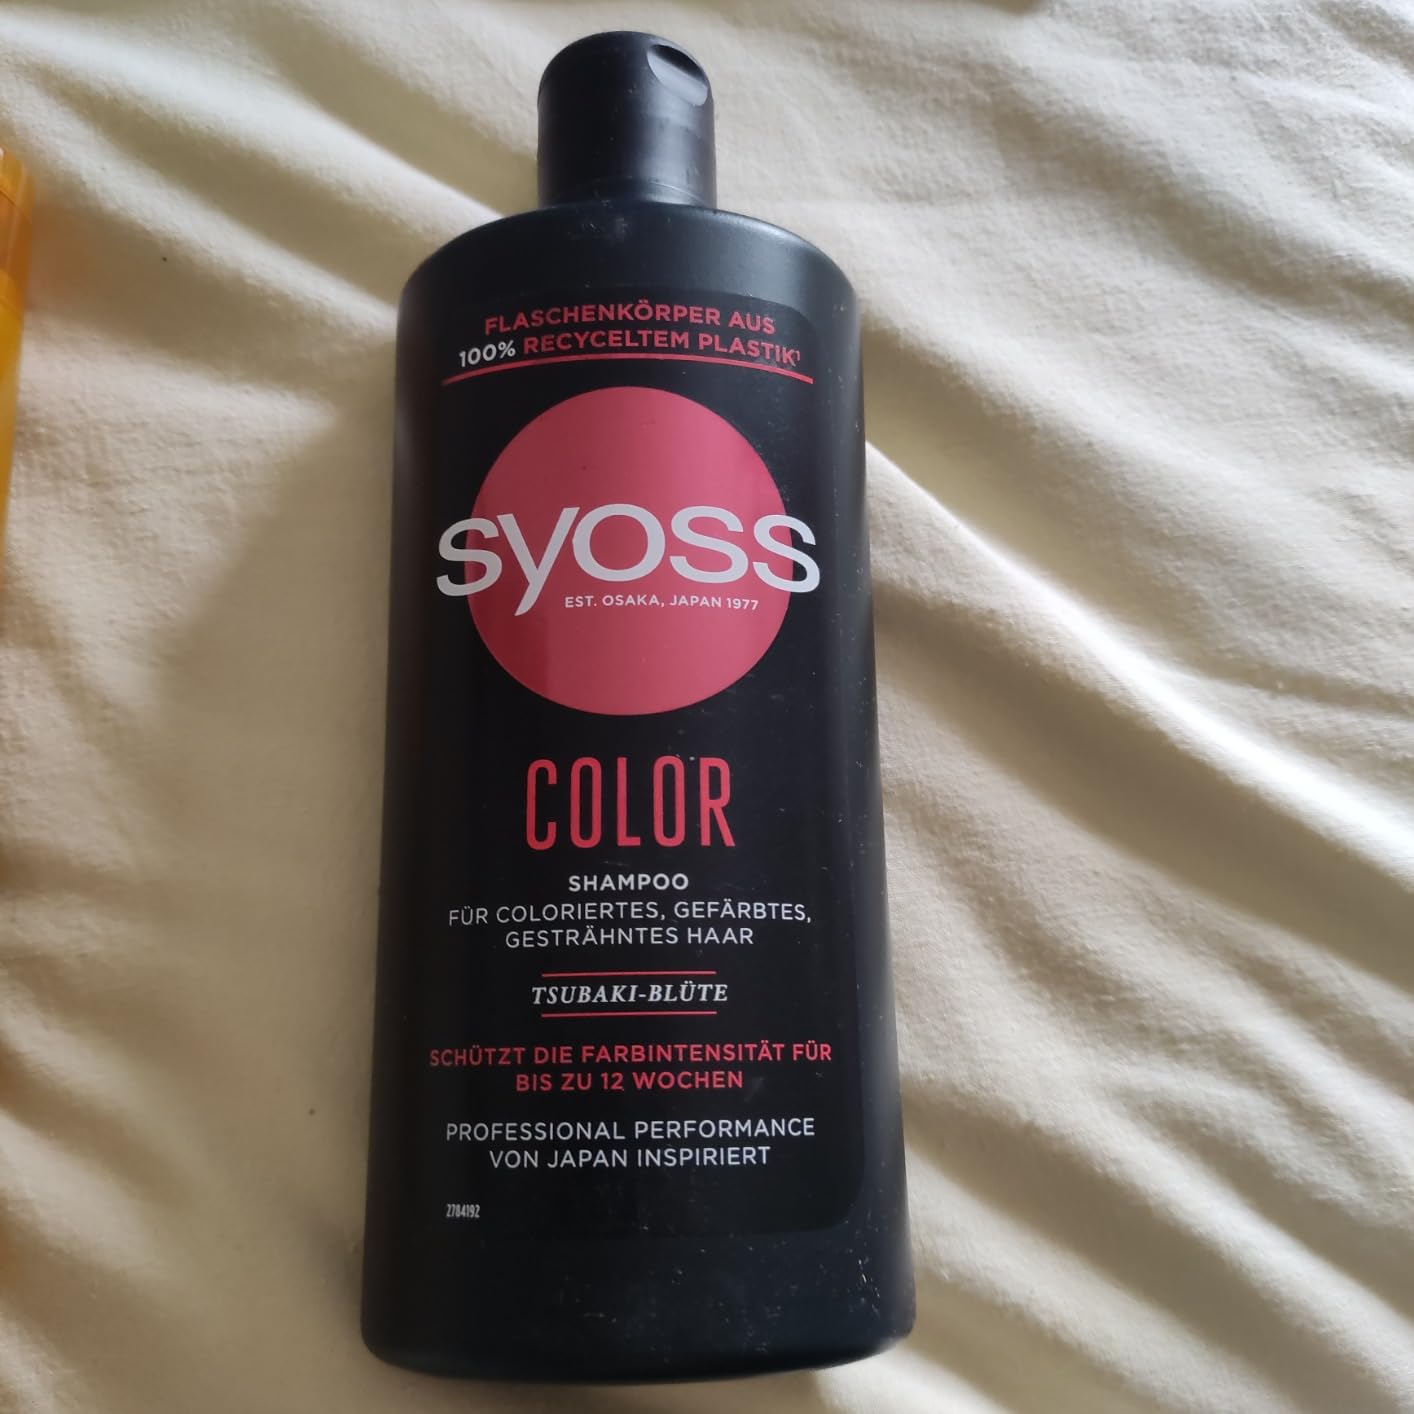 FLASCHENKÖRPER AUS
100% RECYCELTEM PLASTIK¹
syoss
EST. OSAKA, JAPAN 1977
COLOR
SHAMPOO
FÜR COLORIERTES, GEFÄRBTES,
GESTRÄHNTES HAAR
TSUBAKI-BLÜTE
SCHÜTZT DIE FARBINTENSITÄT FÜR
BIS ZU 12 WOCHEN
PROFESSIONAL PERFORMANCE
VON JAPAN INSPIRIERT
2784192